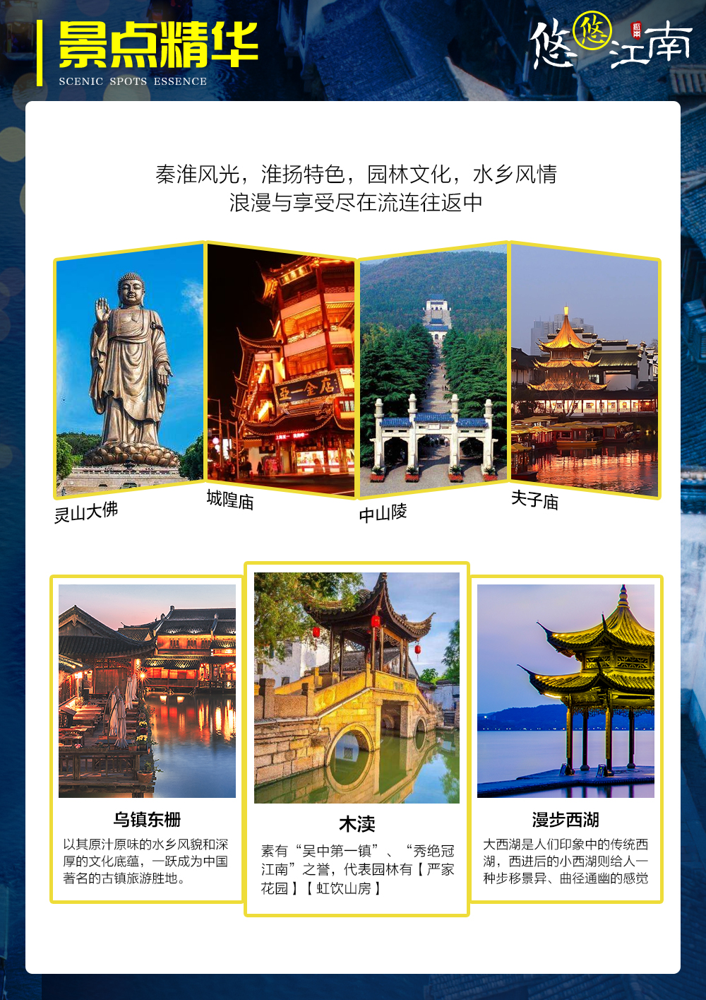 景点精华
SCENIC SPOTS ESSENCE
悠悠江南
秦淮风光，淮扬特色，园林文化，水乡风情
浪漫与享受尽在流连往返中
亞一金店
灵山大佛
城隍庙
中山陵
夫子庙
乌镇东栅
以其原汁原味的水乡风貌和深
厚的文化底蕴，一跃成为中国
著名的古镇旅游胜地。
木渎
素有“吴中第一镇”、“秀绝冠
江南”之誉，代表园林有【严家
花园】【虹饮山房】
漫步西湖
大西湖是人们印象中的传统西
湖，西进后的小西湖则给人一
种步移景异、曲径通幽的感觉